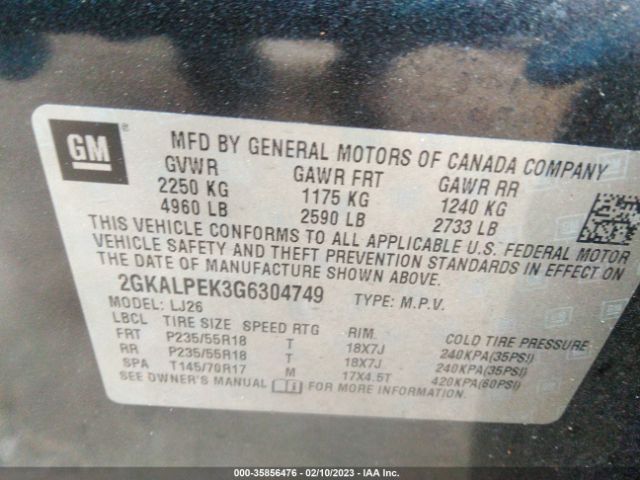 GM ®
MFD BY GENERAL MOTORS OF CANADA COMPANY
GVWR GAWR FRT GAWR RR
2250 KG 1175 KG 1240 KG
4960 LB 2590 LB 2733 LB
THIS VEHICLE CONFORMS TO ALL APPLICABLE U.S. FEDERAL MOTOR
VEHICLE SAFETY AND THEFT PREVENTION STANDARDS IN EFFECT ON
THE DATE OF MANUFACTURE SHOWN ABOVE.
2GKALPEK3G6304749 TYPE: M.P.V.
MODEL: LJ26
LBCL TIRE SIZE SPEED RTG RIM COLD TIRE PRESSURE
FRT P235/55R18 T 18X7J 240KPA(35PSI)
RR P235/55R18 T 18X7J 240KPA(35PSI)
SPA T145/70R17 M 17X4.5T 420KPA(60PSI)
SEE OWNER'S MANUAL i FOR MORE INFORMATION.
000-35856476 - 02/10/2023 - IAA Inc.